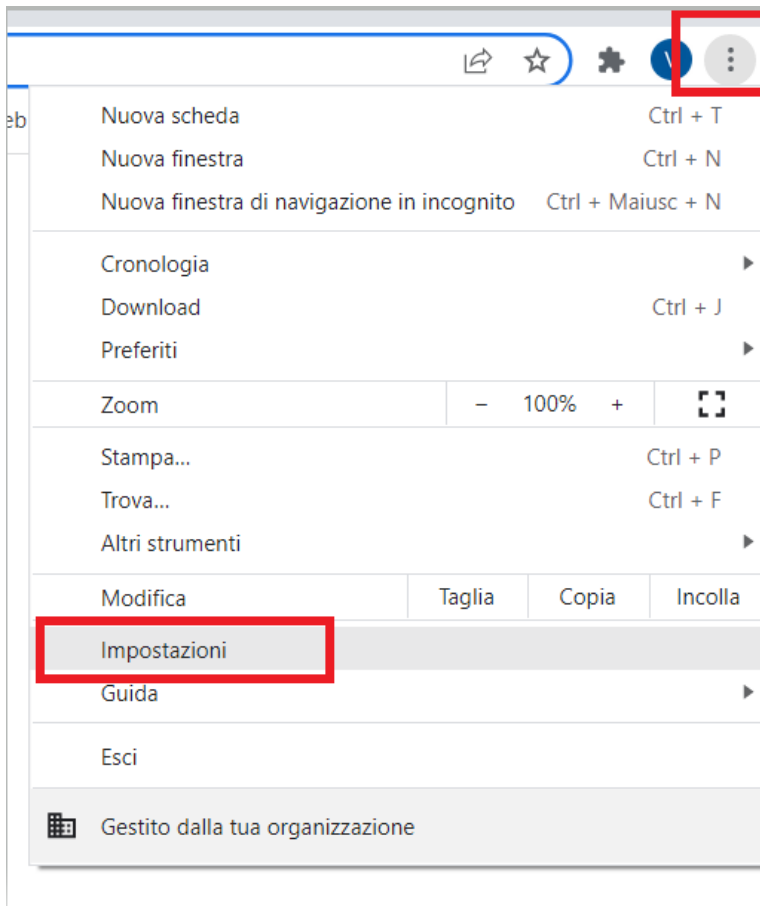 V
eb
Nuova scheda Ctrl + T
Nuova finestra Ctrl + N
Nuova finestra di navigazione in incognito Ctrl + Maiusc + N
Cronologia
Download Ctrl + J
Preferiti
Zoom − 100% +
Stampa... Ctrl + P
Trova... Ctrl + F
Altri strumenti
Modifica Taglia Copia Incolla
Impostazioni
Guida
Esci
Gestito dalla tua organizzazione